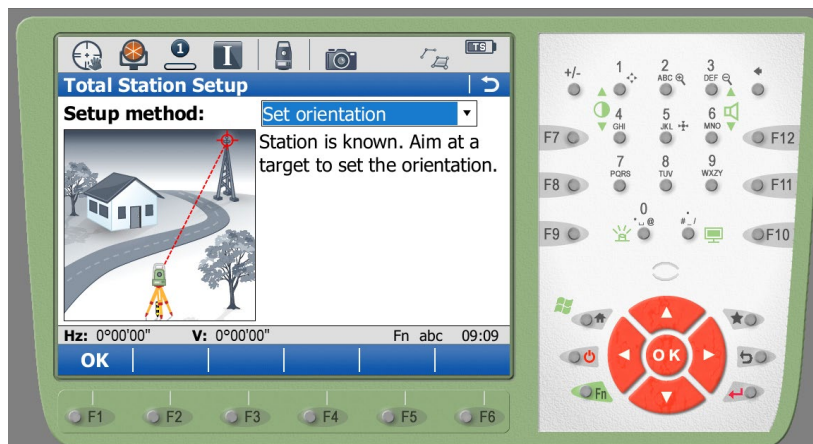 1
I
TS
Total Station Setup
Setup method:
Set orientation
Station is known. Aim at a
target to set the orientation.
Hz: 0°00'00" V: 0°00'00" Fn abc 09:09
OK
F1 F2 F3 F4 F5 F6
+/- 1 2 3
ABC DEF
4 5 6
GHI JKL MNO
F7 F12
7 8 9
PQRS TUV WXZY
F8 F11
0 .
@ # _ /
F9 F10
OK
Fn